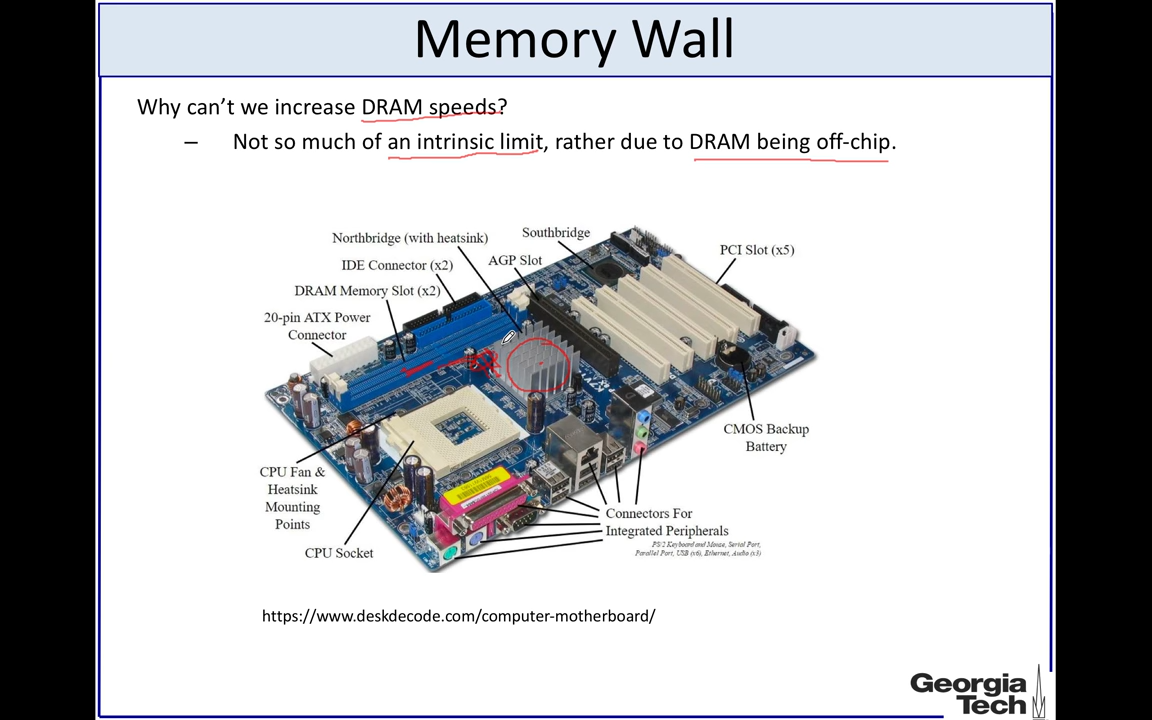 Memory Wall
Why can't we increase DRAM speeds?
– Not so much of an intrinsic limit, rather due to DRAM being off-chip.
Northbridge (with heatsink)
Southbridge
PCI Slot (x5)
IDE Connector (x2)
AGP Slot
DRAM Memory Slot (x2)
20-pin ATX Power
Connector
CMOS Backup
Battery
CPU Fan &
Heatsink
Mounting
Points
CPU Socket
Connectors For
Integrated Peripherals
PS/2 Keyboard and Mouse, Serial Port,
Parallel Port, USB (x6), Ethernet, Audio (x3)
https://www.deskdecode.com/computer-motherboard/
Georgia
Tech